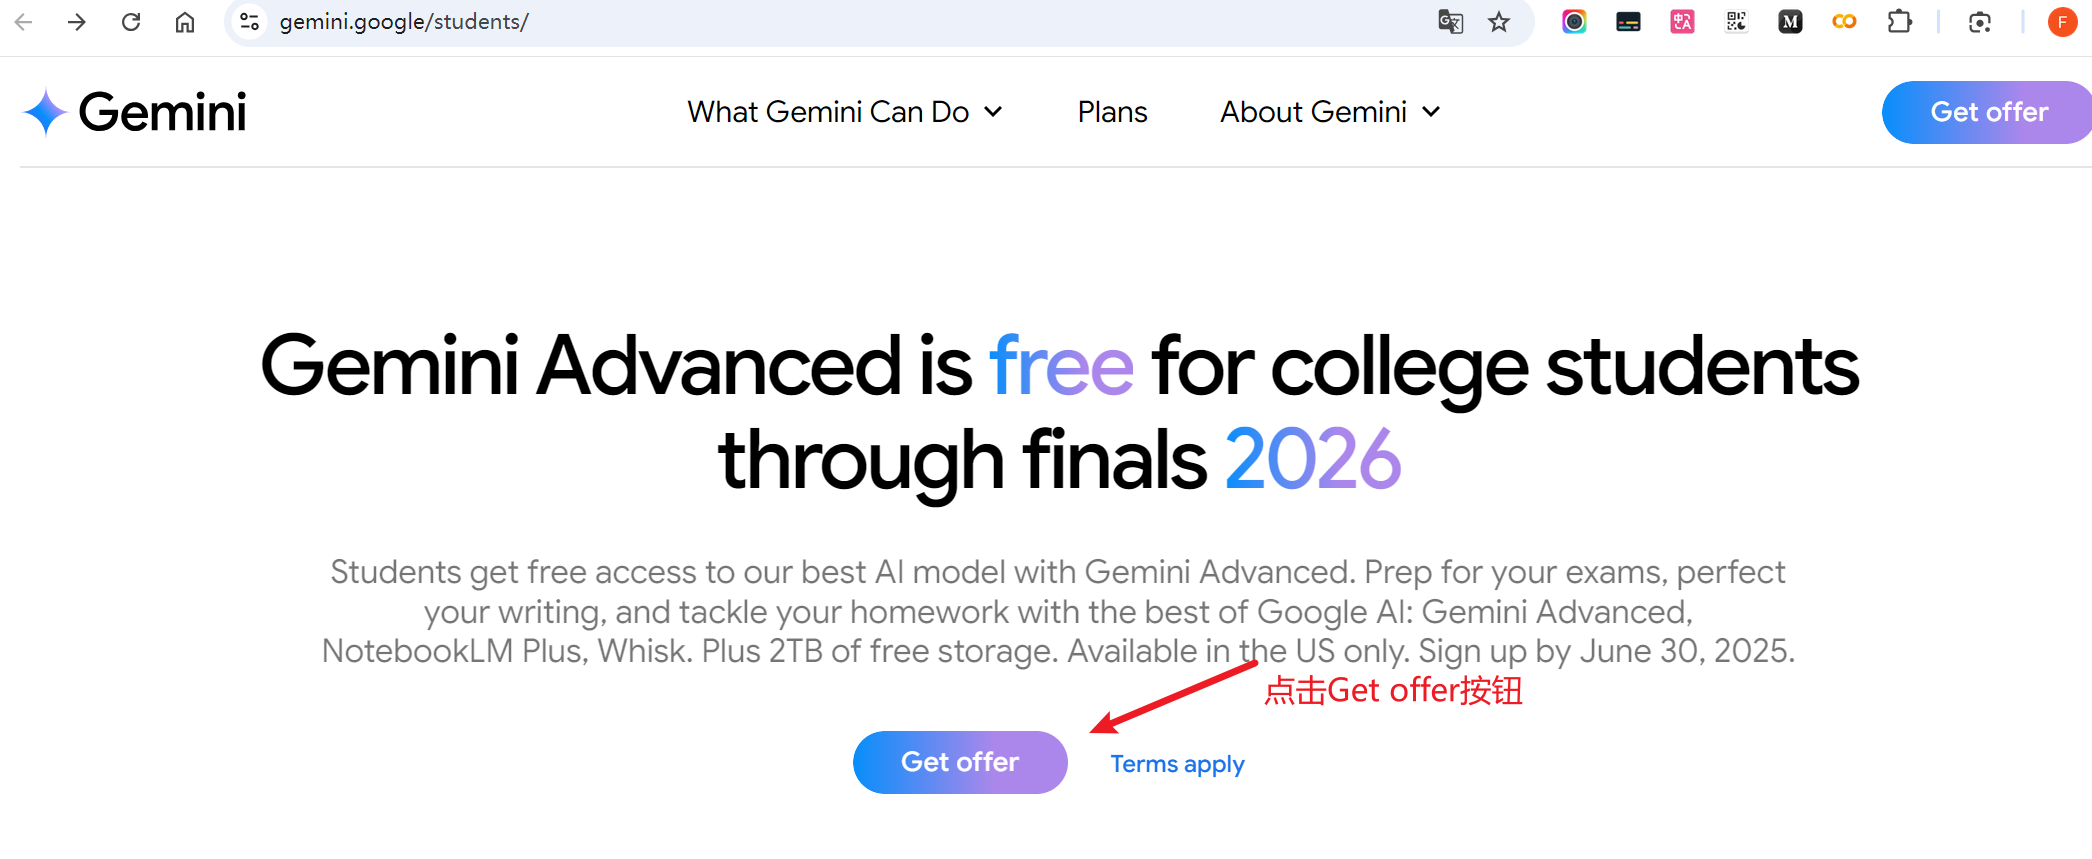 gemini.google/students/
Gemini
What Gemini Can Do
Plans
About Gemini
Get offer
Gemini Advanced is free for college students
through finals 2026
Students get free access to our best AI model with Gemini Advanced. Prep for your exams, perfect
your writing, and tackle your homework with the best of Google AI: Gemini Advanced,
NotebookLM Plus, Whisk. Plus 2TB of free storage. Available in the US only. Sign up by June 30, 2025.
点击Get offer按钮
Get offer
Terms apply